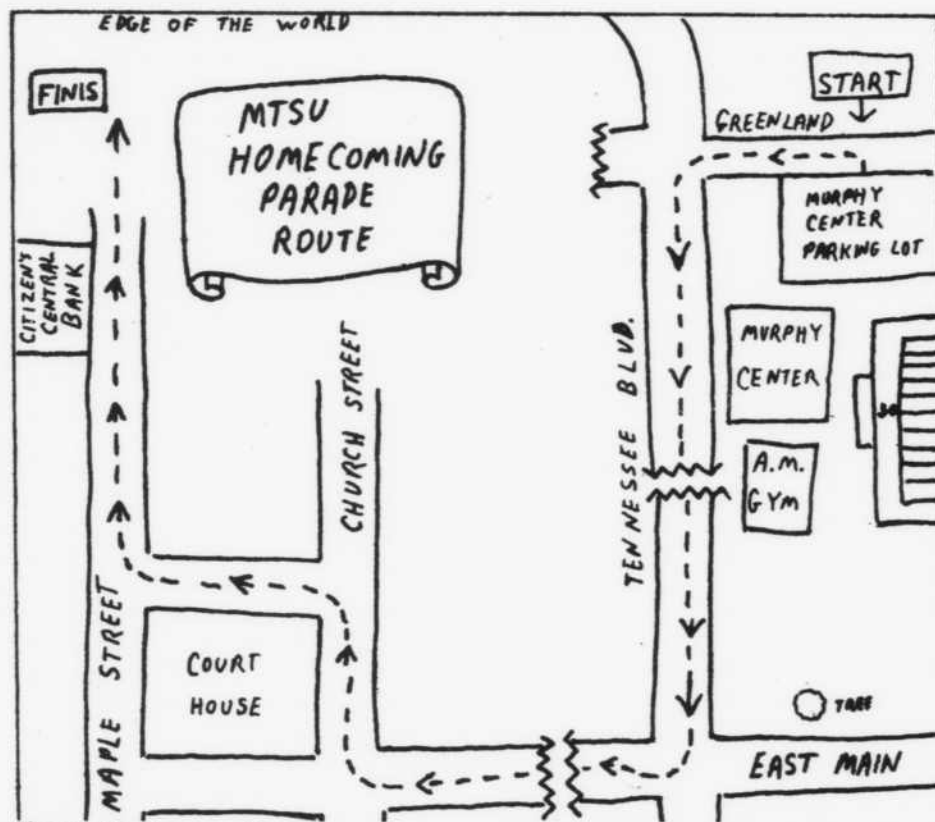 EDGE OF THE WORLD
FINIS
MTSU
HOMECOMING
PARADE
ROUTE
START
GREENLAND
MURPHY
CENTER
PARKING LOT
CITIZEN'S
CENTRAL
BANK
CHURCH STREET
TENNESSEE BLVD.
MURPHY
CENTER
50
A.M.
GYM
MAPLE STREET
COURT
HOUSE
TREE
EAST MAIN